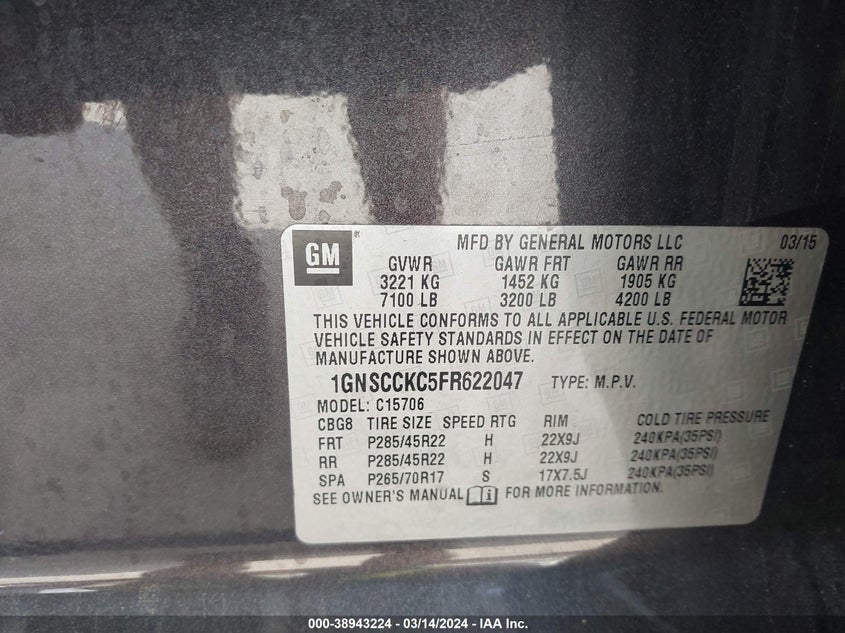 GM ® MFD BY GENERAL MOTORS LLC 03/15
GVWR GAWR FRT GAWR RR
3221 KG 1452 KG 1905 KG
7100 LB 3200 LB 4200 LB
THIS VEHICLE CONFORMS TO ALL APPLICABLE U.S. FEDERAL MOTOR
VEHICLE SAFETY STANDARDS IN EFFECT ON THE DATE OF
MANUFACTURE SHOWN ABOVE.
1GNSCCKC5FR622047 TYPE: M.P.V.
MODEL: C15706
CBG8 TIRE SIZE SPEED RTG RIM COLD TIRE PRESSURE
FRT P285/45R22 H 22X9J 240KPA(35PSI)
RR P285/45R22 H 22X9J 240KPA(35PSI)
SPA P265/70R17 S 17X7.5J 240KPA(35PSI)
SEE OWNER'S MANUAL FOR MORE INFORMATION.
000-38943224 - 03/14/2024 - IAA Inc.